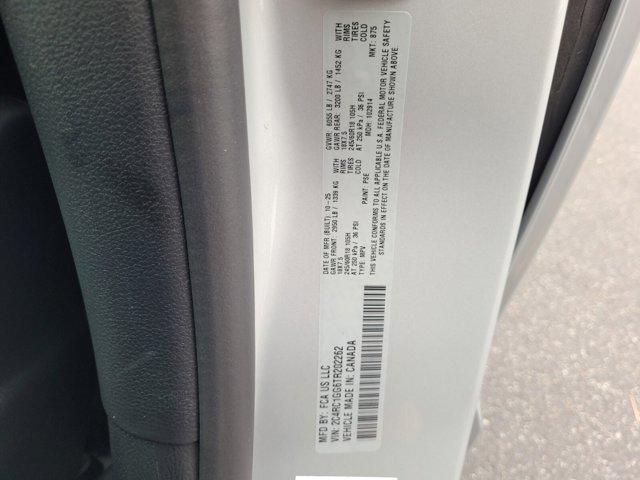 MFD BY: FCA US LLC
DATE OF MFR (BUILT): 10-25
GVWR: 6055 LB / 2747 KG
GAWR FRONT: 2950 LB / 1339 KG
WITH
GAWR REAR: 3200 LB / 1452 KG
WITH
18X7.5
RIMS
18X7.5
RIMS
245/60R18 105H
TIRES
245/60R18 105H
TIRES
AT 250 kPa / 36 PSI
COLD
AT 250 kPa / 36 PSI
COLD
VIN: 2C4RC1GG6TR202262
TYPE: MPV
PAINT: PSE
MDH: 102914
MKT: 875
VEHICLE MADE IN: CANADA
THIS VEHICLE CONFORMS TO ALL APPLICABLE U.S.A. FEDERAL MOTOR VEHICLE SAFETY
STANDARDS IN EFFECT ON THE DATE OF MANUFACTURE SHOWN ABOVE.